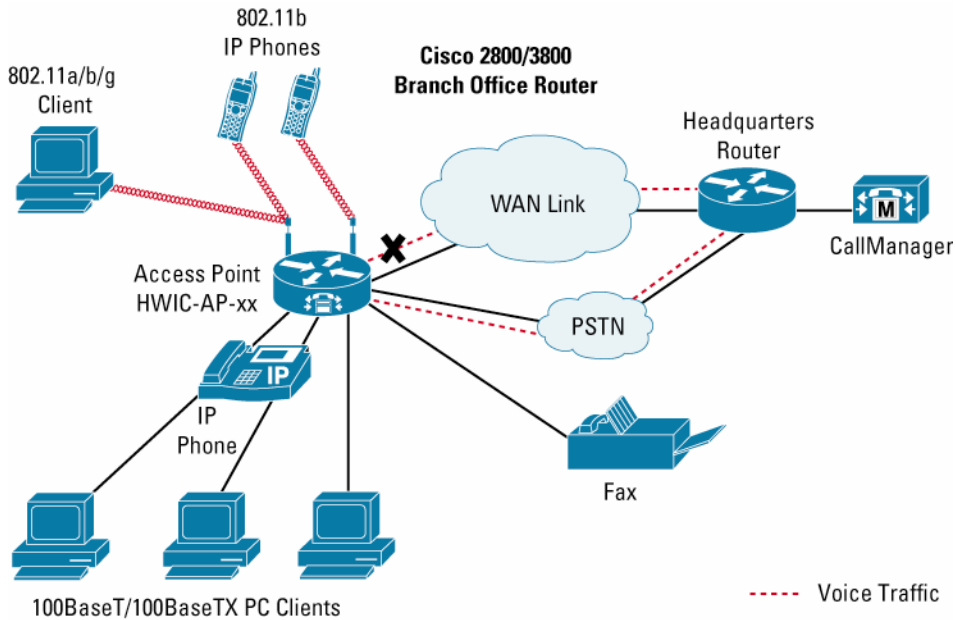 802.11b
IP Phones
802.11a/b/g
Client
Cisco 2800/3800
Branch Office Router
Headquarters
Router
WAN Link
M
CallManager
Access Point
HWIC-AP-xx
PSTN
IP
IP
Phone
Fax
100BaseT/100BaseTX PC Clients
Voice Traffic